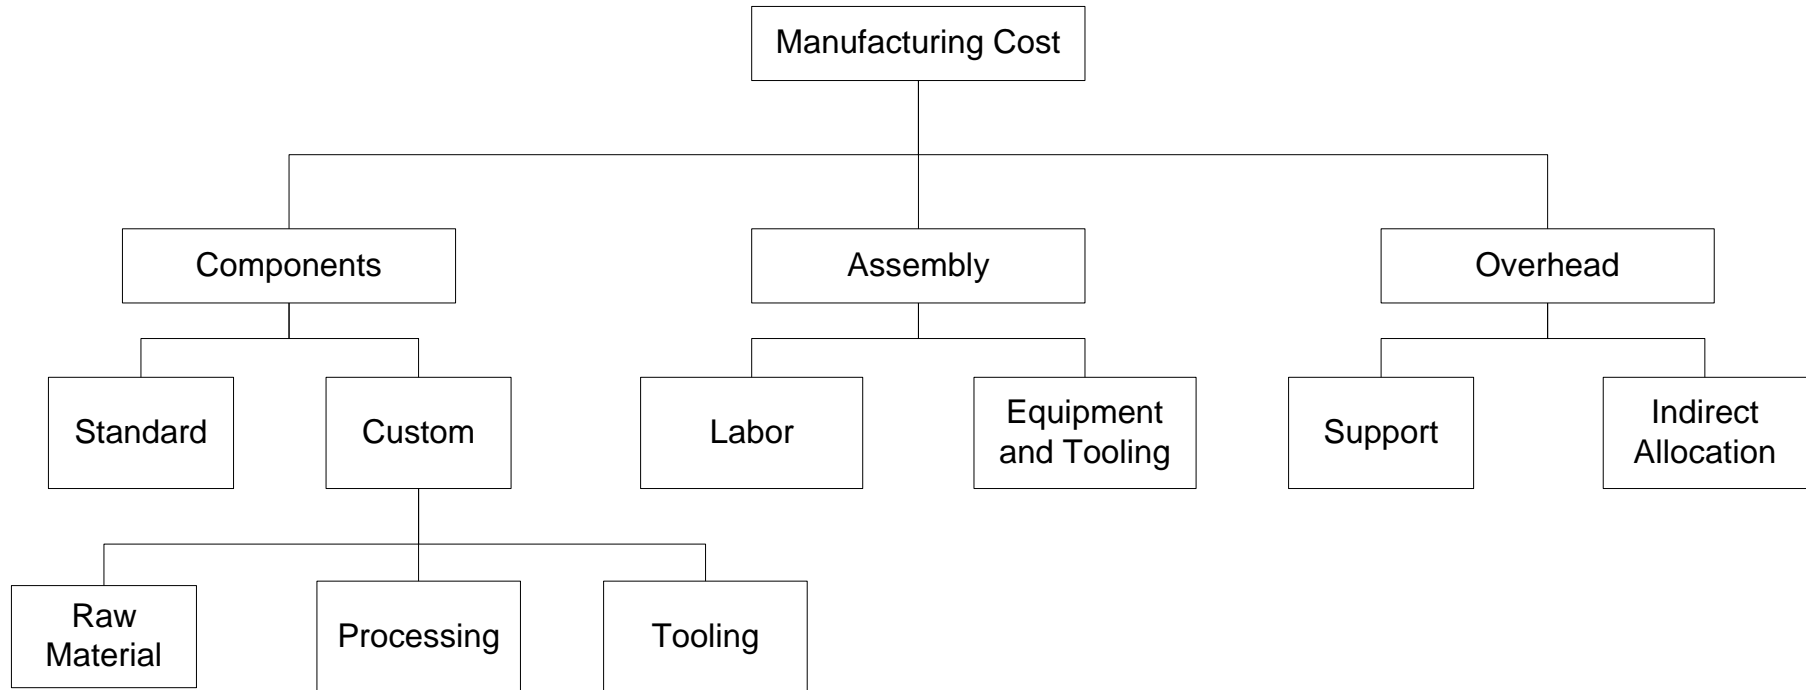 Manufacturing Cost
Components
Assembly
Overhead
Standard
Custom
Labor
Equipment
and Tooling
Support
Indirect
Allocation
Raw
Material
Processing
Tooling